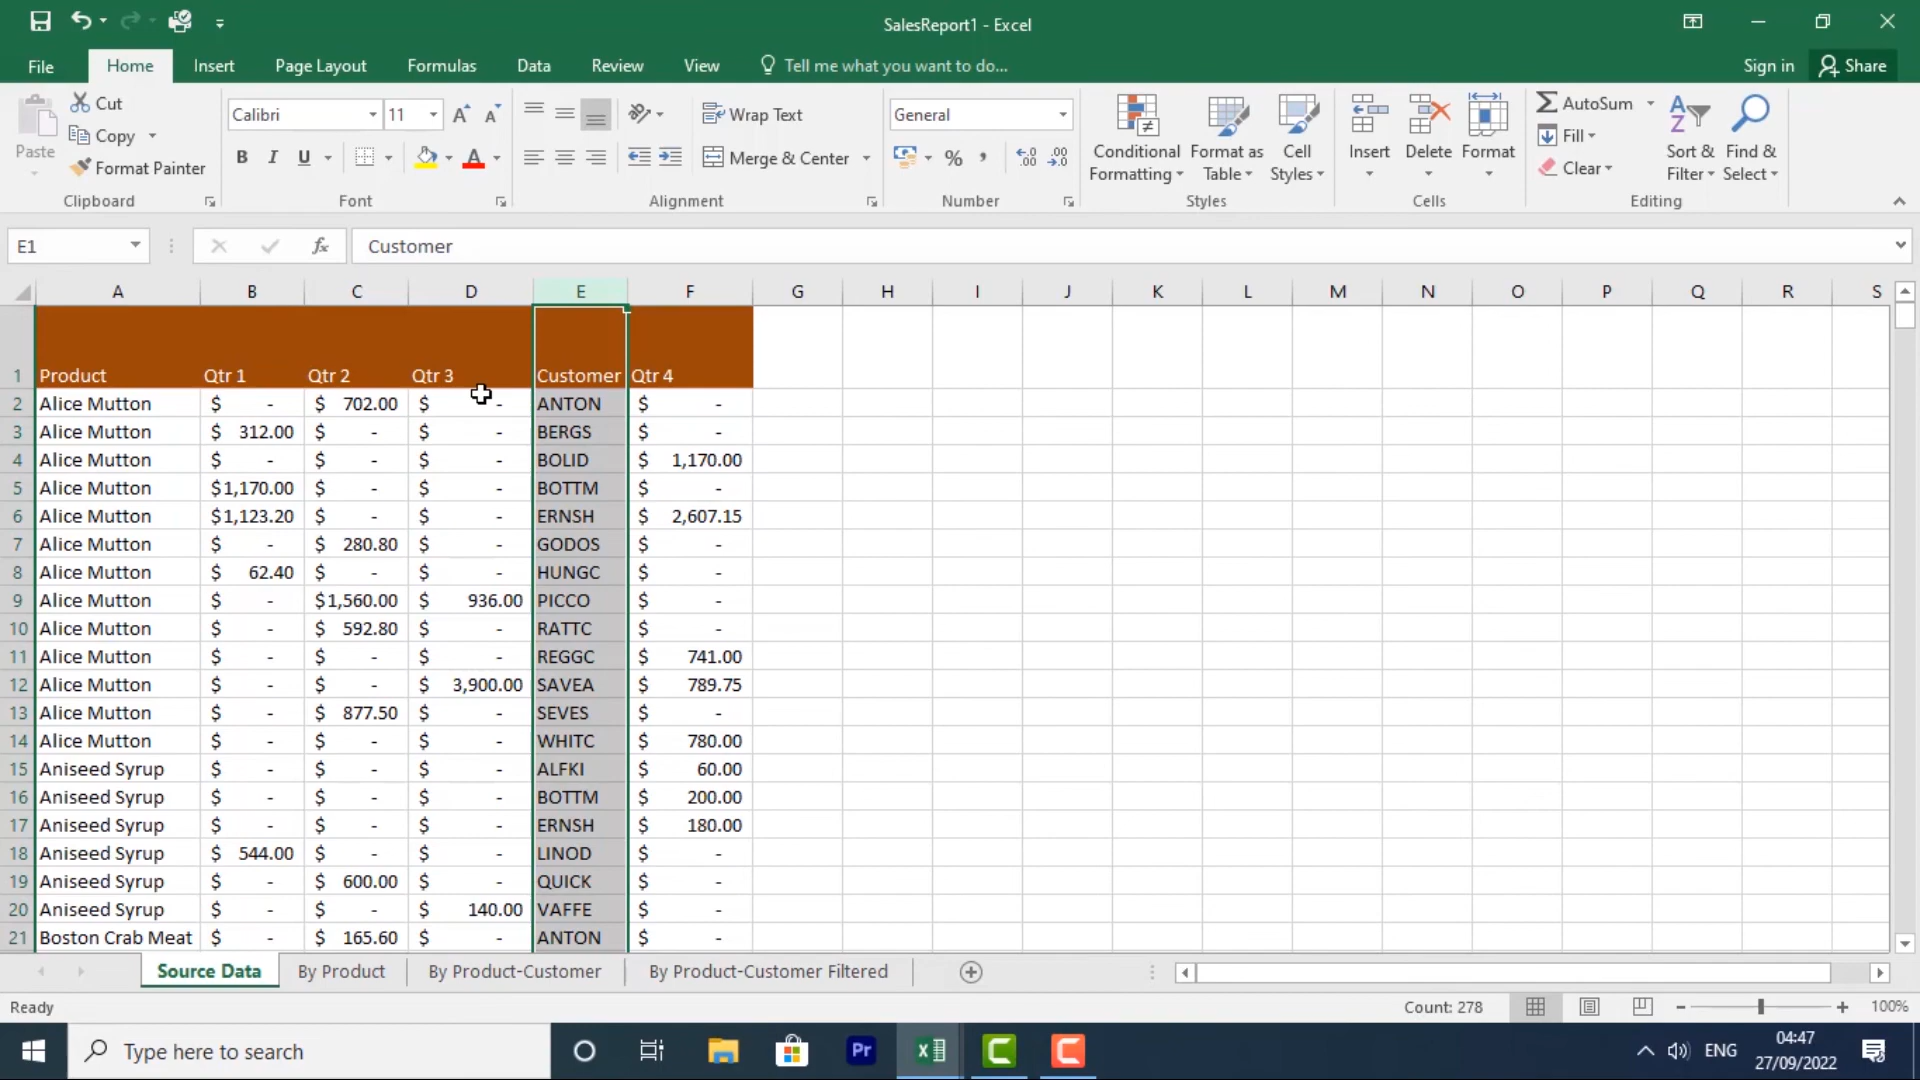 SalesReport1 - Excel
File Home Insert Page Layout Formulas Data Review View Tell me what you want to do... Sign in Share
Paste
Cut
Copy
Format Painter
Clipboard
Calibri 11
B I U
Font
Wrap Text
Merge & Center
Alignment
General
Number
Conditional Formatting
Format as Table
Cell Styles
Styles
Insert Delete Format
Cells
AutoSum
Fill
Clear
Sort & Filter
Find & Select
Editing
E1 fx Customer
A B C D E F G H I J K L M N O P Q R S
1 Product Qtr 1 Qtr 2 Qtr 3 Customer Qtr 4
2 Alice Mutton $ - $ 702.00 $ - ANTON $ -
3 Alice Mutton $ 312.00 $ - $ - BERGS $ -
4 Alice Mutton $ - $ - $ - BOLID $ 1,170.00
5 Alice Mutton $1,170.00 $ - $ - BOTTM $ -
6 Alice Mutton $1,123.20 $ - $ - ERNSH $ 2,607.15
7 Alice Mutton $ - $ 280.80 $ - GODOS $ -
8 Alice Mutton $ 62.40 $ - $ - HUNGC $ -
9 Alice Mutton $ - $1,560.00 $ 936.00 PICCO $ -
10 Alice Mutton $ - $ 592.80 $ - RATTC $ -
11 Alice Mutton $ - $ - $ - REGGC $ 741.00
12 Alice Mutton $ - $ - $ 3,900.00 SAVEA $ 789.75
13 Alice Mutton $ - $ 877.50 $ - SEVES $ -
14 Alice Mutton $ - $ - $ - WHITC $ 780.00
15 Aniseed Syrup $ - $ - $ - ALFKI $ 60.00
16 Aniseed Syrup $ - $ - $ - BOTTM $ 200.00
17 Aniseed Syrup $ - $ - $ - ERNSH $ 180.00
18 Aniseed Syrup $ 544.00 $ - $ - LINOD $ -
19 Aniseed Syrup $ - $ 600.00 $ - QUICK $ -
20 Aniseed Syrup $ - $ - $ 140.00 VAFFE $ -
21 Boston Crab Meat $ - $ 165.60 $ - ANTON $ -
Source Data By Product By Product-Customer By Product-Customer Filtered
Ready Count: 278 100%
Type here to search Pr ENG 04:47
27/09/2022